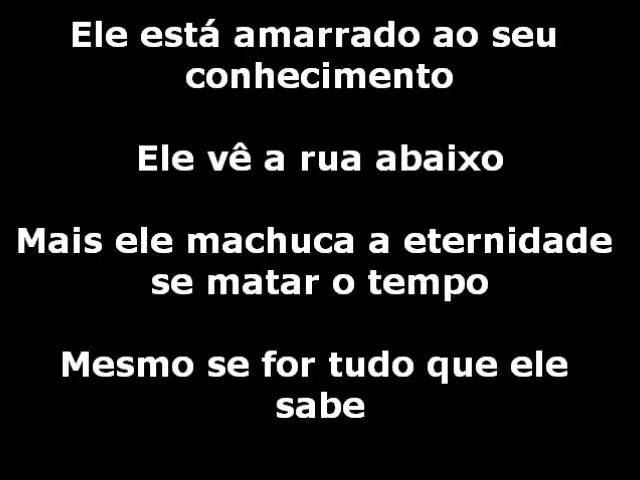 Ele está amarrado ao seu
conhecimento
Ele vê a rua abaixo
Mais ele machuca a eternidade
se matar o tempo
Mesmo se for tudo que ele
sabe